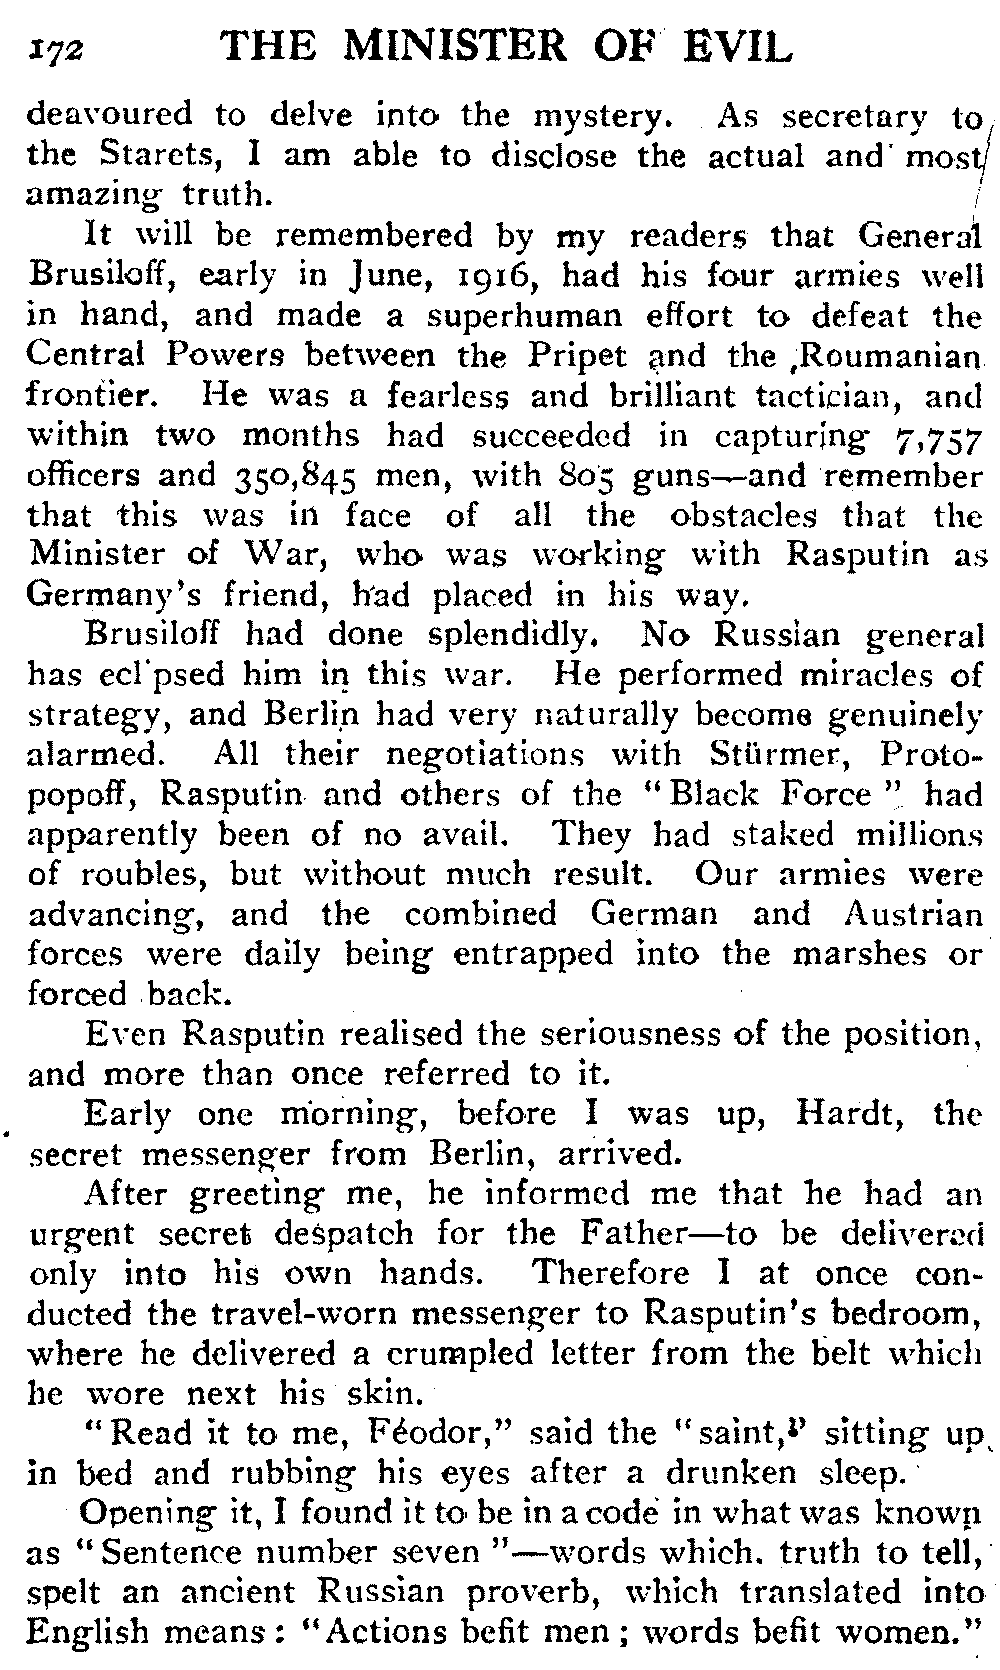 172 THE MINISTER OF EVIL
deavoured to delve into the mystery. As secretary to
the Starets, I am able to disclose the actual and most
amazing truth.
It will be remembered by my readers that General
Brusiloff, early in June, 1916, had his four armies well
in hand, and made a superhuman effort to defeat the
Central Powers between the Pripet and the Roumanian
frontier. He was a fearless and brilliant tactician, and
within two months had succeeded in capturing 7,757
officers and 350,845 men, with 805 guns—and remember
that this was in face of all the obstacles that the
Minister of War, who was working with Rasputin as
Germany's friend, had placed in his way.
Brusiloff had done splendidly. No Russian general
has eclipsed him in this war. He performed miracles of
strategy, and Berlin had very naturally become genuinely
alarmed. All their negotiations with Stürmer, Proto-
popoff, Rasputin and others of the "Black Force" had
apparently been of no avail. They had staked millions
of roubles, but without much result. Our armies were
advancing, and the combined German and Austrian
forces were daily being entrapped into the marshes or
forced back.
Even Rasputin realised the seriousness of the position,
and more than once referred to it.
Early one morning, before I was up, Hardt, the
secret messenger from Berlin, arrived.
After greeting me, he informed me that he had an
urgent secret despatch for the Father—to be delivered
only into his own hands. Therefore I at once con-
ducted the travel-worn messenger to Rasputin's bedroom,
where he delivered a crumpled letter from the belt which
he wore next his skin.
"Read it to me, Féodor," said the "saint," sitting up
in bed and rubbing his eyes after a drunken sleep.
Opening it, I found it to be in a code in what was known
as "Sentence number seven"—words which, truth to tell,
spelt an ancient Russian proverb, which translated into
English means: "Actions befit men; words befit women."